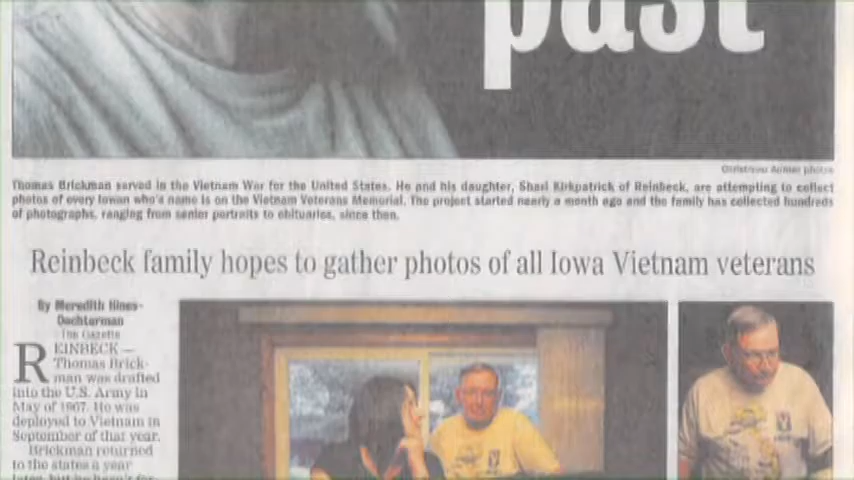 past
Thomas Brickman served in the Vietnam War for the United States. He and his daughter, Shari Kirkpatrick of Reinbeck, are attempting to collect
photos of every Iowan who's name is on the Vietnam Veterans Memorial. The project started nearly a month ago and the family has collected hundreds
of photographs, ranging from senior portraits to obituaries, since then.
Reinbeck family hopes to gather photos of all Iowa Vietnam veterans
By Meredith Hines-
Dochterman
The Gazette
REINBECK —
Thomas Brick-
man was drafted
into the U.S. Army in
May of 1967. He was
deployed to Vietnam in
September of that year.
Brickman returned
to the states a year
later, but he hasn't for-